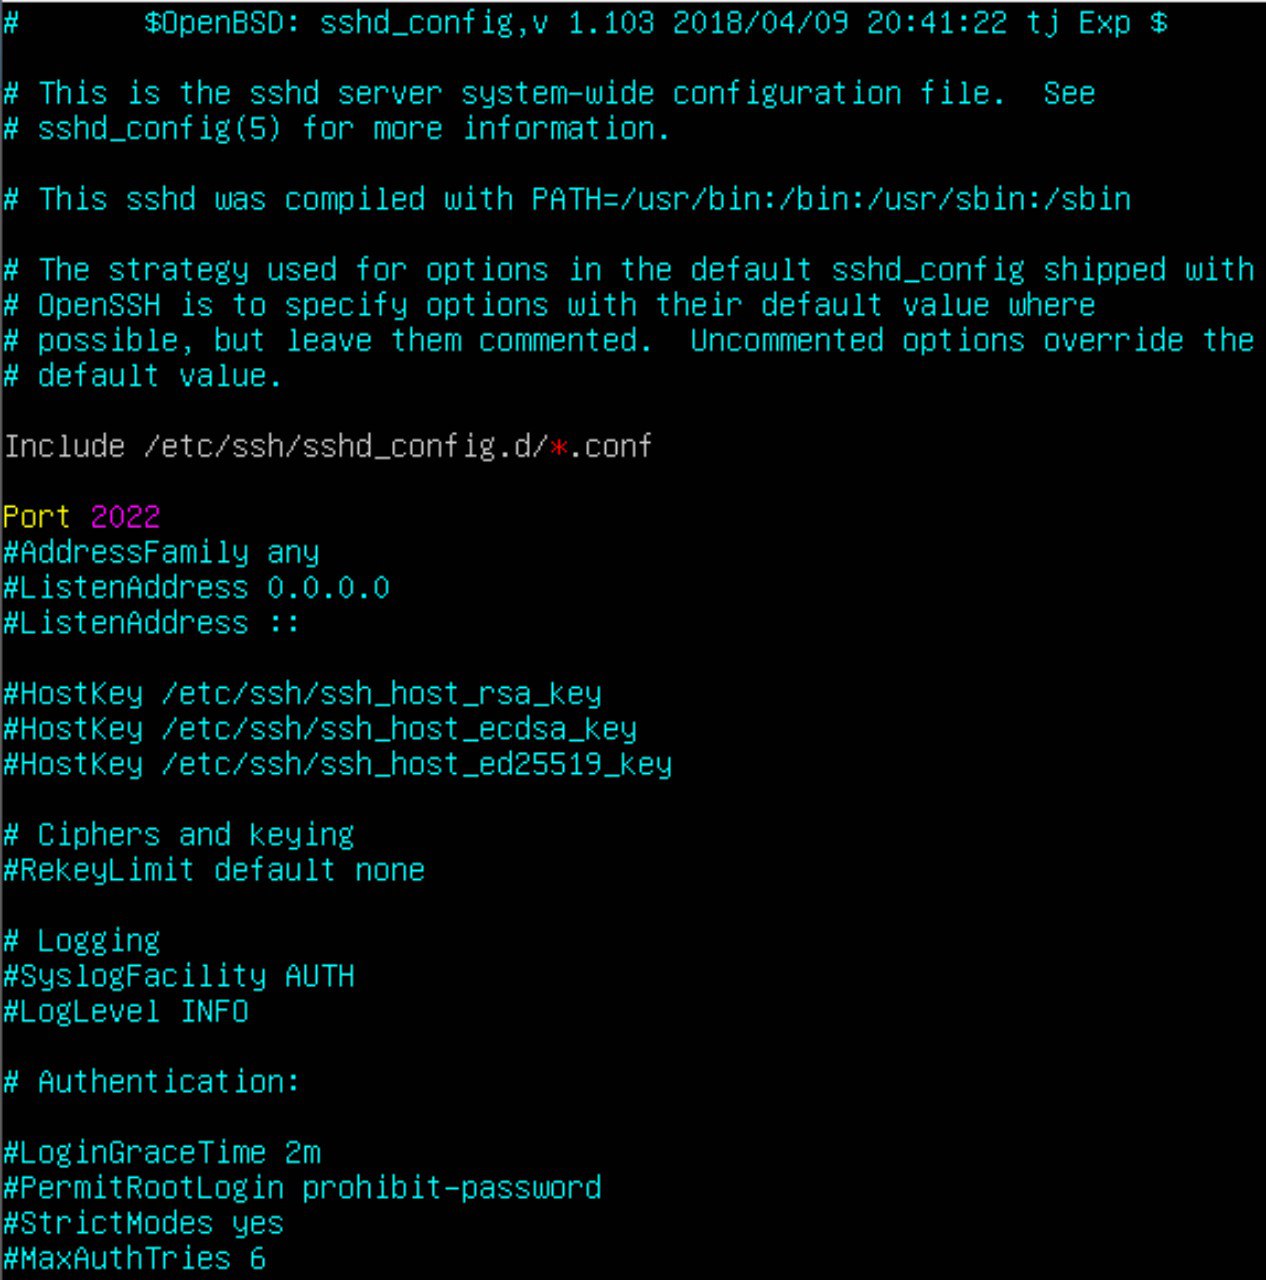 #       $OpenBSD: sshd_config,v 1.103 2018/04/09 20:41:22 tj Exp $
# This is the sshd server system-wide configuration file.  See
# sshd_config(5) for more information.
# This sshd was compiled with PATH=/usr/bin:/bin:/usr/sbin:/sbin
# The strategy used for options in the default sshd_config shipped with
# OpenSSH is to specify options with their default value where
# possible, but leave them commented.  Uncommented options override the
# default value.
Include /etc/ssh/sshd_config.d/*.conf
Port 2022
#AddressFamily any
#ListenAddress 0.0.0.0
#ListenAddress ::
#HostKey /etc/ssh/ssh_host_rsa_key
#HostKey /etc/ssh/ssh_host_ecdsa_key
#HostKey /etc/ssh/ssh_host_ed25519_key
# Ciphers and keying
#RekeyLimit default none
# Logging
#SyslogFacility AUTH
#LogLevel INFO
# Authentication:
#LoginGraceTime 2m
#PermitRootLogin prohibit-password
#StrictModes yes
#MaxAuthTries 6